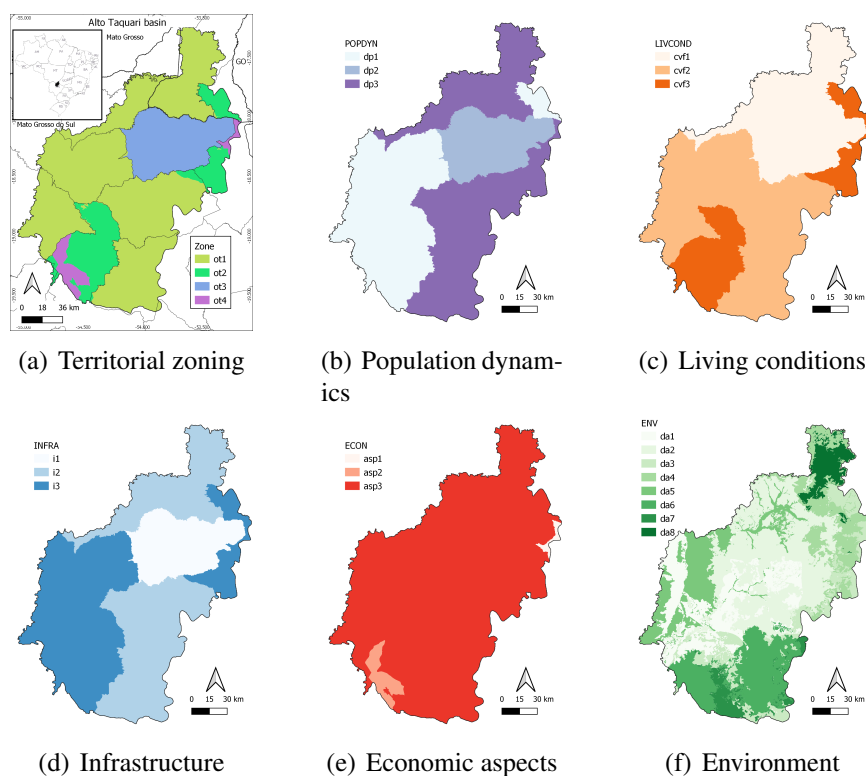 Alto Taquari basin
Mato Grosso
GO
Mato Grosso do Sul
Zone
ot1
ot2
ot3
ot4
0 18 36 km
(a) Territorial zoning
POPDYN
dp1
dp2
dp3
0 15 30 km
(b) Population dynam-
ics
LIVCOND
cvf1
cvf2
cvf3
0 15 30 km
(c) Living conditions
INFRA
i1
i2
i3
0 15 30 km
(d) Infrastructure
ECON
asp1
asp2
asp3
0 15 30 km
(e) Economic aspects
ENV
da1
da2
da3
da4
da5
da6
da7
da8
0 15 30 km
(f) Environment